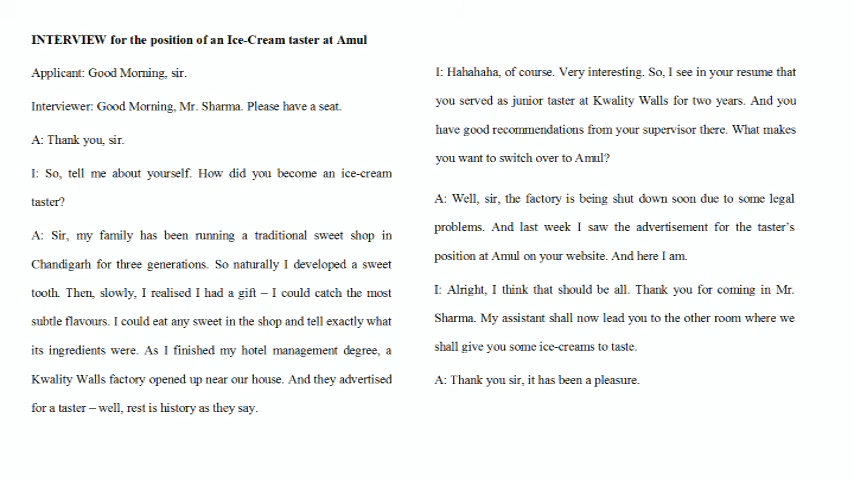 INTERVIEW for the position of an Ice-Cream taster at Amul
Applicant: Good Morning, sir.
Interviewer: Good Morning, Mr. Sharma. Please have a seat.
A: Thank you, sir.
I: So, tell me about yourself. How did you become an ice-cream
taster?
A: Sir, my family has been running a traditional sweet shop in
Chandigarh for three generations. So naturally I developed a sweet
tooth. Then, slowly, I realised I had a gift – I could catch the most
subtle flavours. I could eat any sweet in the shop and tell exactly what
its ingredients were. As I finished my hotel management degree, a
Kwality Walls factory opened up near our house. And they advertised
for a taster – well, rest is history as they say.
I: Hahahaha, of course. Very interesting. So, I see in your resume that
you served as junior taster at Kwality Walls for two years. And you
have good recommendations from your supervisor there. What makes
you want to switch over to Amul?
A: Well, sir, the factory is being shut down soon due to some legal
problems. And last week I saw the advertisement for the taster’s
position at Amul on your website. And here I am.
I: Alright, I think that should be all. Thank you for coming in Mr.
Sharma. My assistant shall now lead you to the other room where we
shall give you some ice-creams to taste.
A: Thank you sir, it has been a pleasure.